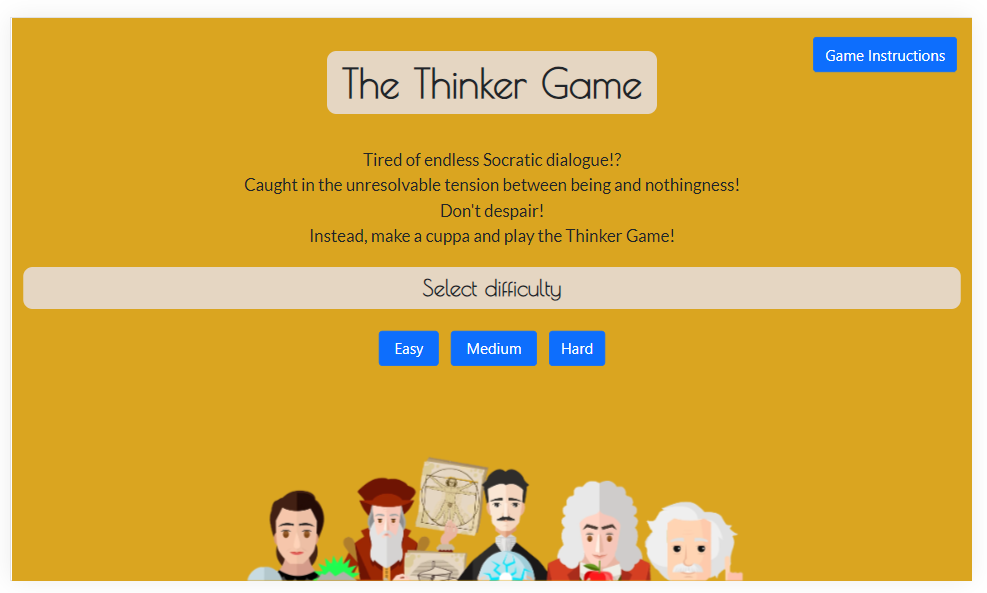 Game Instructions
The Thinker Game
Tired of endless Socratic dialogue!?
Caught in the unresolvable tension between being and nothingness!
Don't despair!
Instead, make a cuppa and play the Thinker Game!
Select difficulty
Easy Medium Hard